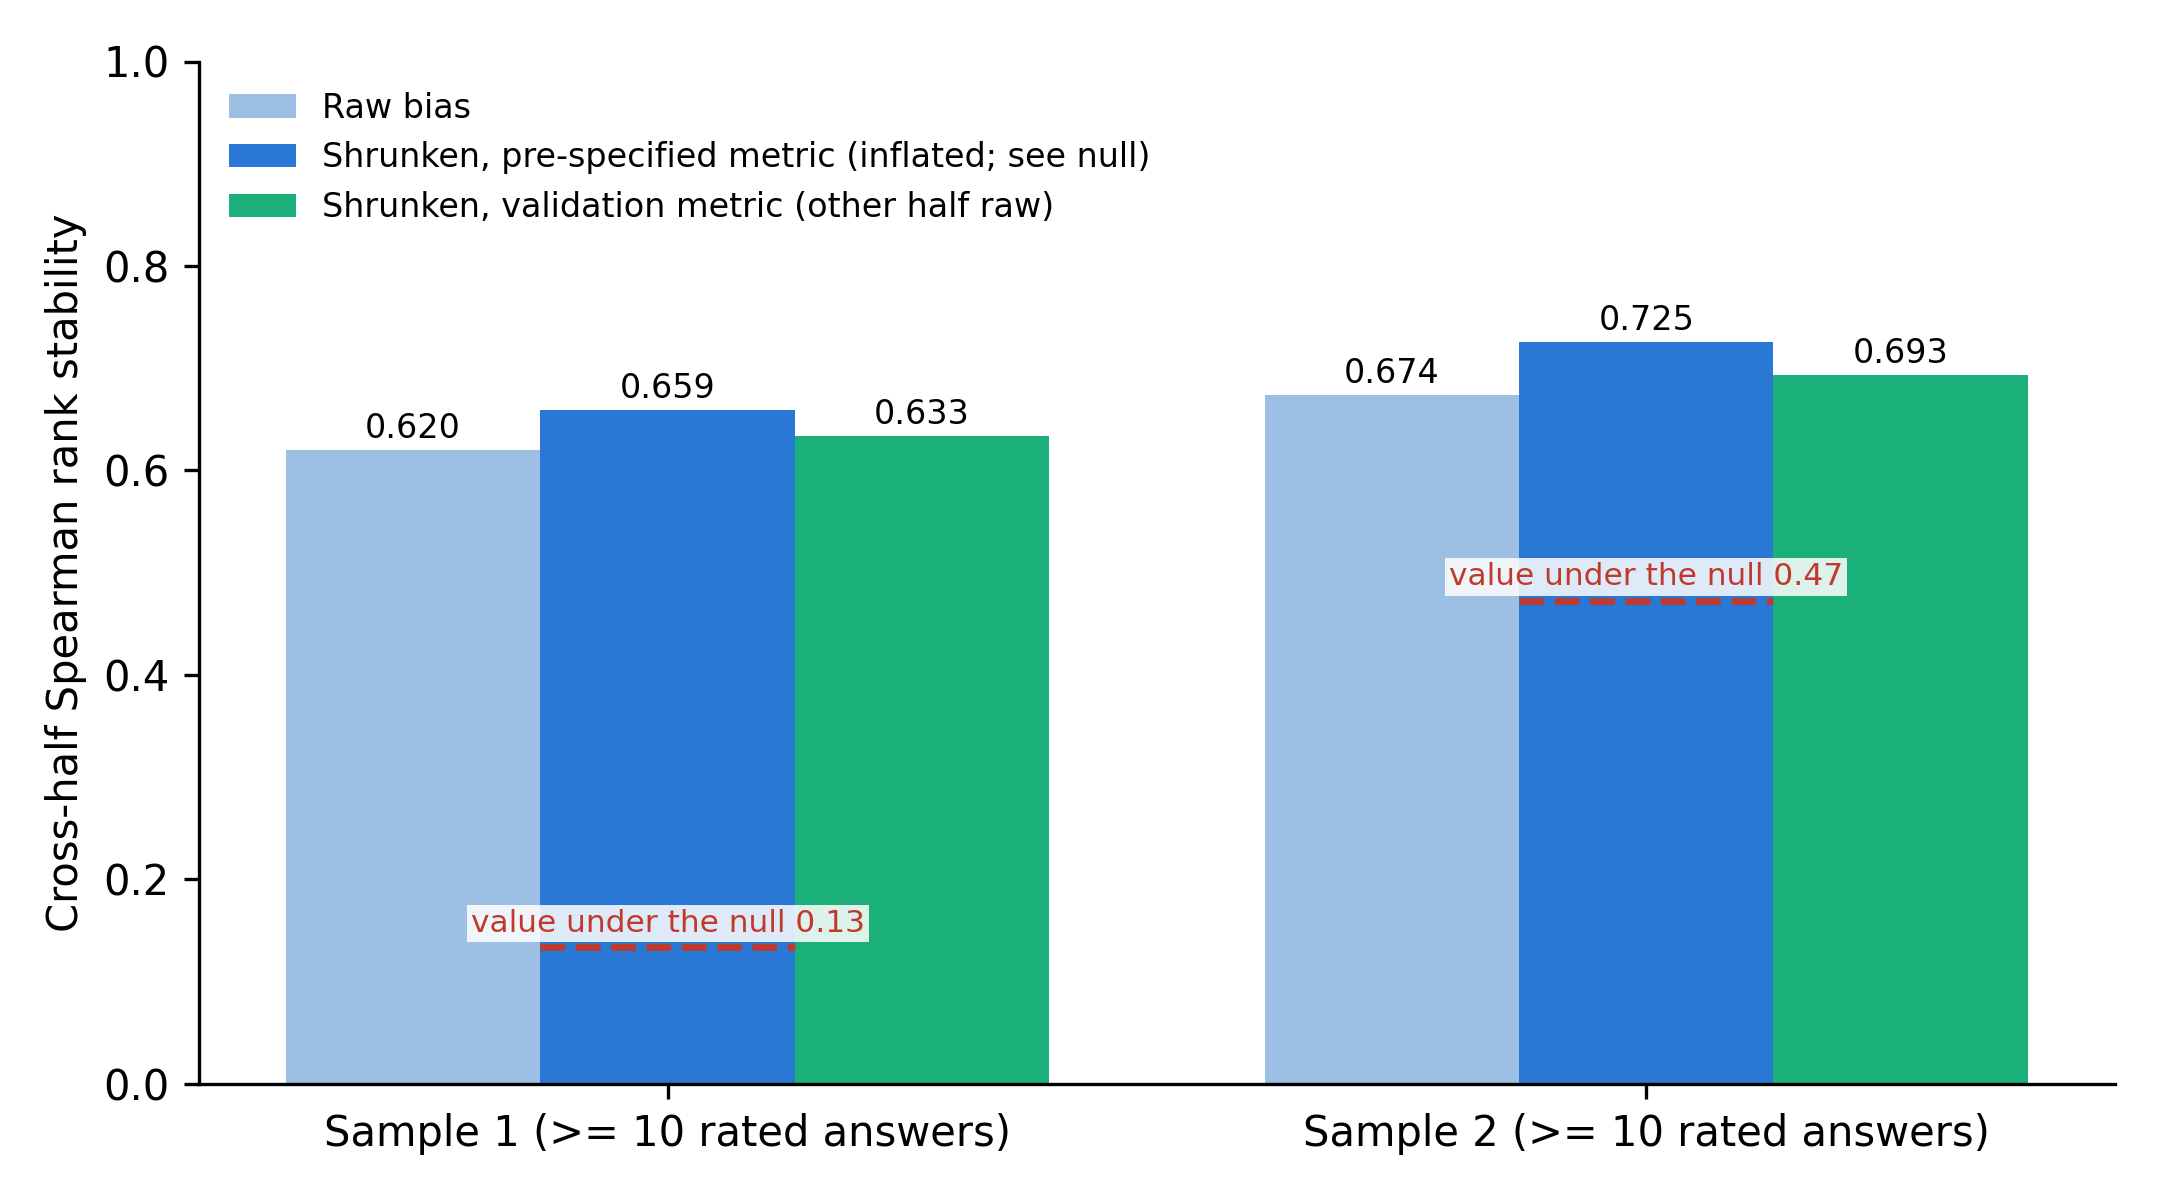 1.0
0.8
0.6
0.4
0.2
0.0
Cross-half Spearman rank stability
Raw bias
Shrunken, pre-specified metric (inflated; see null)
Shrunken, validation metric (other half raw)
0.620
0.659
0.633
value under the null 0.13
0.674
0.725
0.693
value under the null 0.47
Sample 1 (>= 10 rated answers)
Sample 2 (>= 10 rated answers)